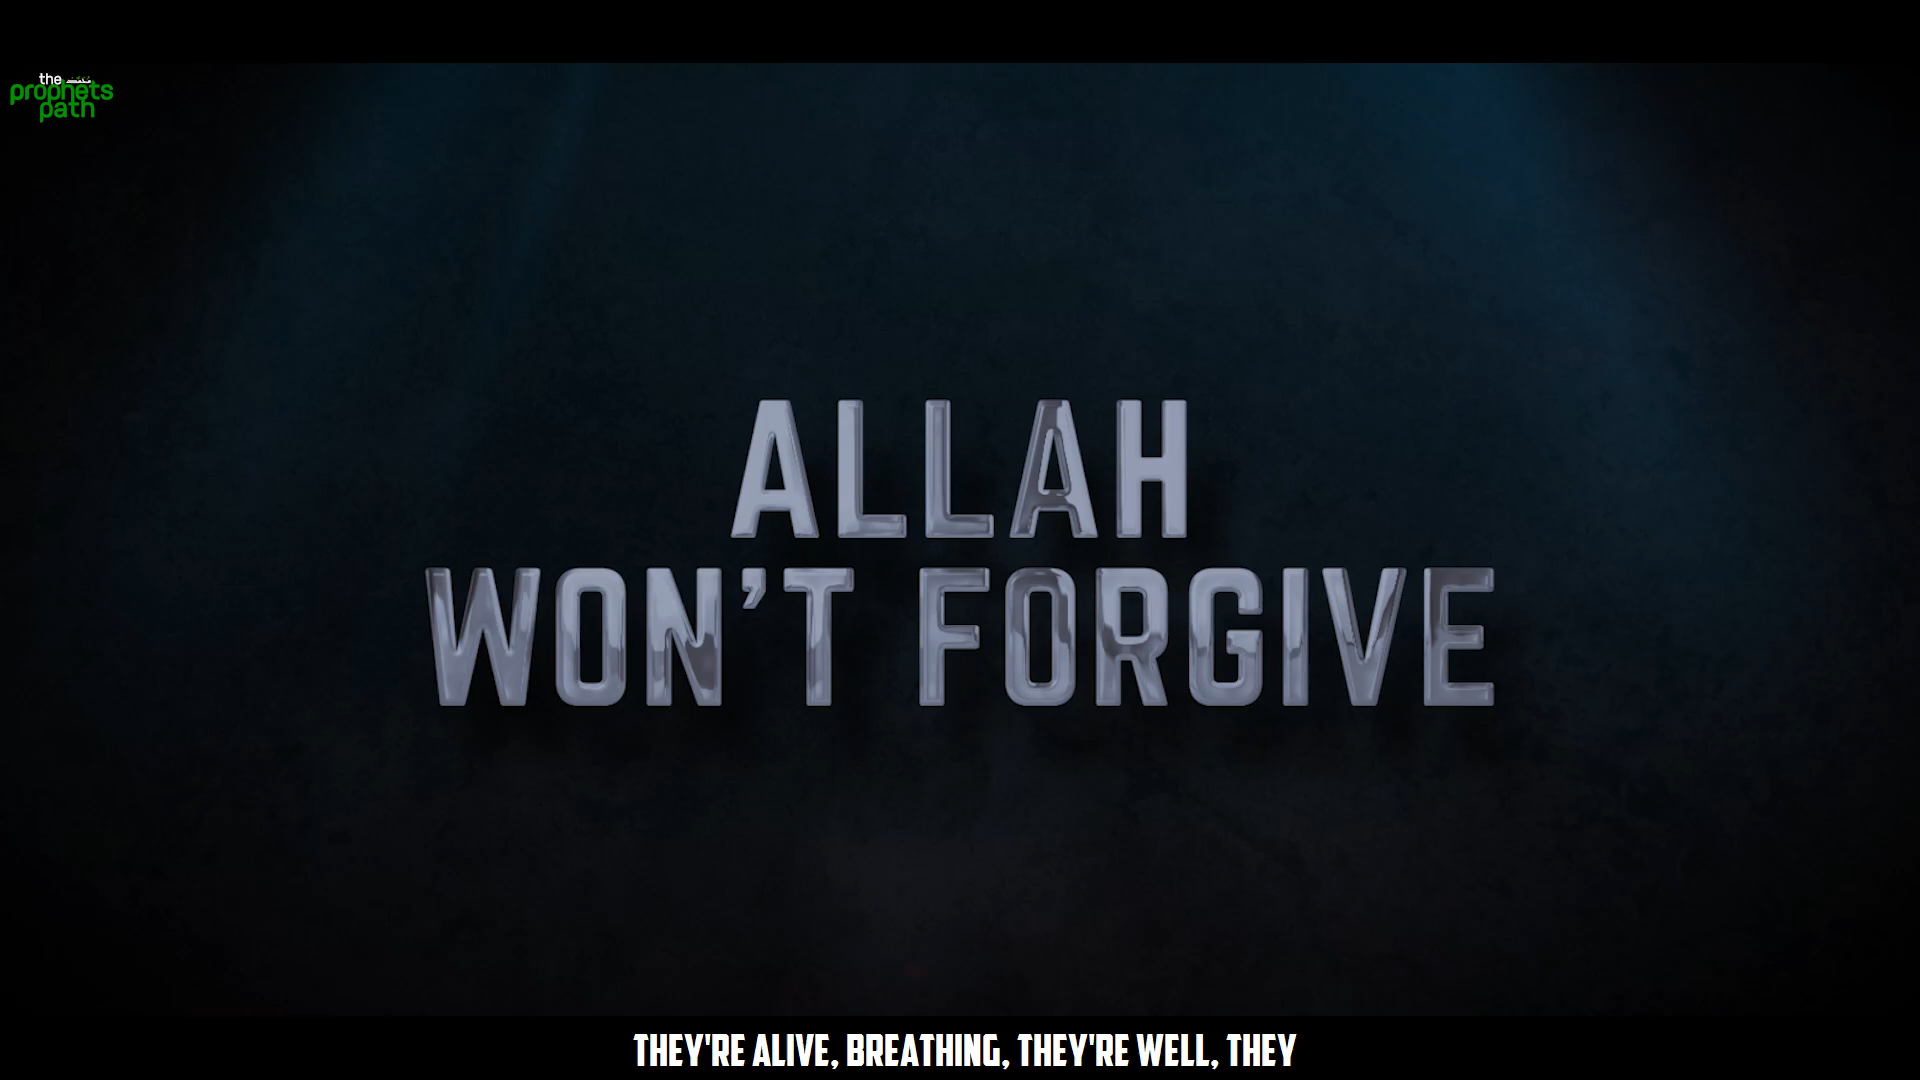 the
prophets
path
ALLAH
WON’T FORGIVE
THEY'RE ALIVE, BREATHING, THEY'RE WELL, THEY